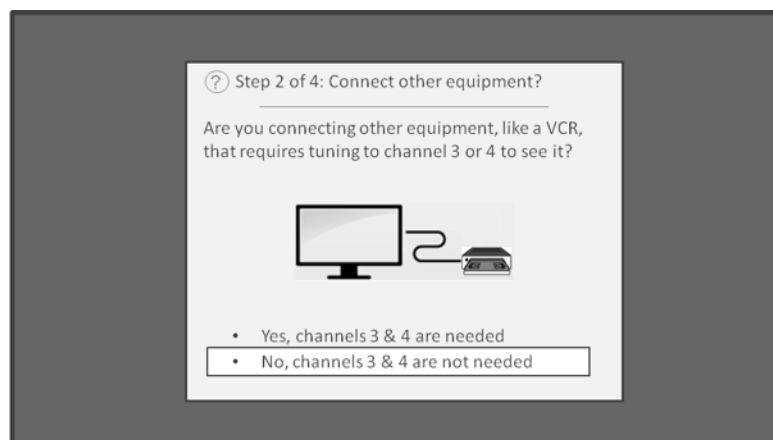 ? Step 2 of 4: Connect other equipment?
Are you connecting other equipment, like a VCR,
that requires tuning to channel 3 or 4 to see it?
• Yes, channels 3 & 4 are needed
• No, channels 3 & 4 are not needed